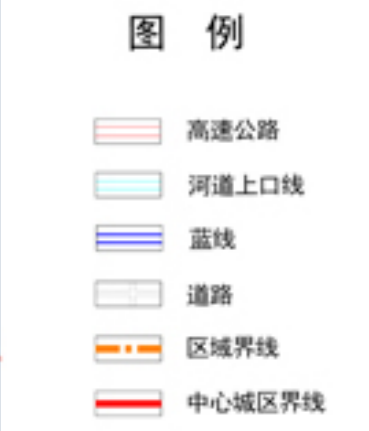 图 例
高速公路
河道上口线
蓝线
道路
区域界线
中心城区界线